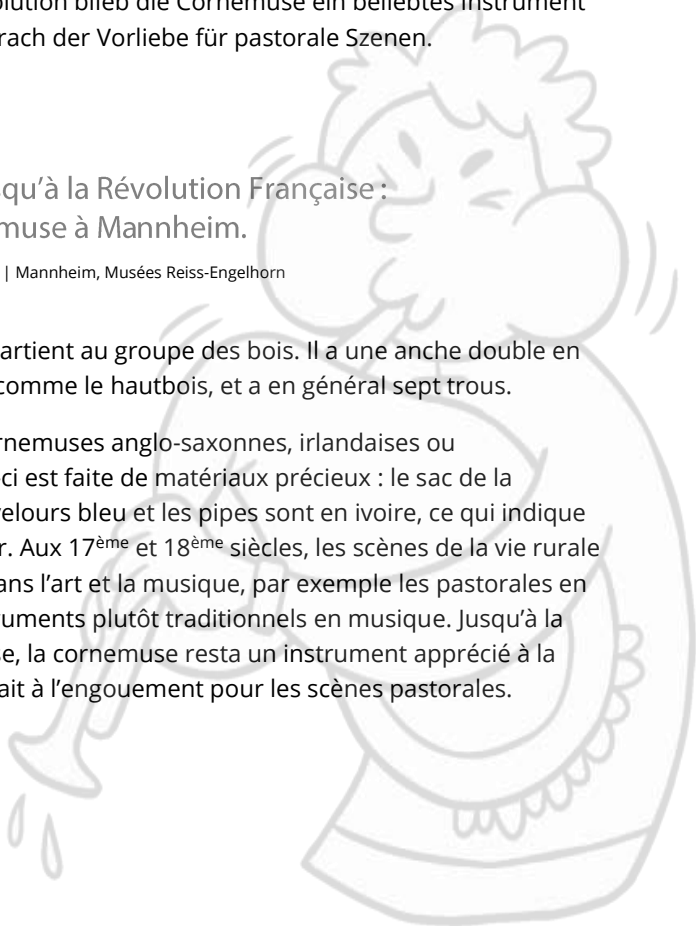 olution blieb die Cornemuse ein beliebtes Instrument
rach der Vorliebe für pastorale Szenen.
squ'à la Révolution Française :
muse à Mannheim.
| Mannheim, Musées Reiss-Engelhorn
artient au groupe des bois. Il a une anche double en
comme le hautbois, et a en général sept trous.
rnemuses anglo-saxonnes, irlandaises ou
ci est faite de matériaux précieux : le sac de la
velours bleu et les pipes sont en ivoire, ce qui indique
r. Aux 17ème et 18ème siècles, les scènes de la vie rurale
ans l'art et la musique, par exemple les pastorales en
ruments plutôt traditionnels en musique. Jusqu'à la
se, la cornemuse resta un instrument apprécié à la
ait à l'engouement pour les scènes pastorales.